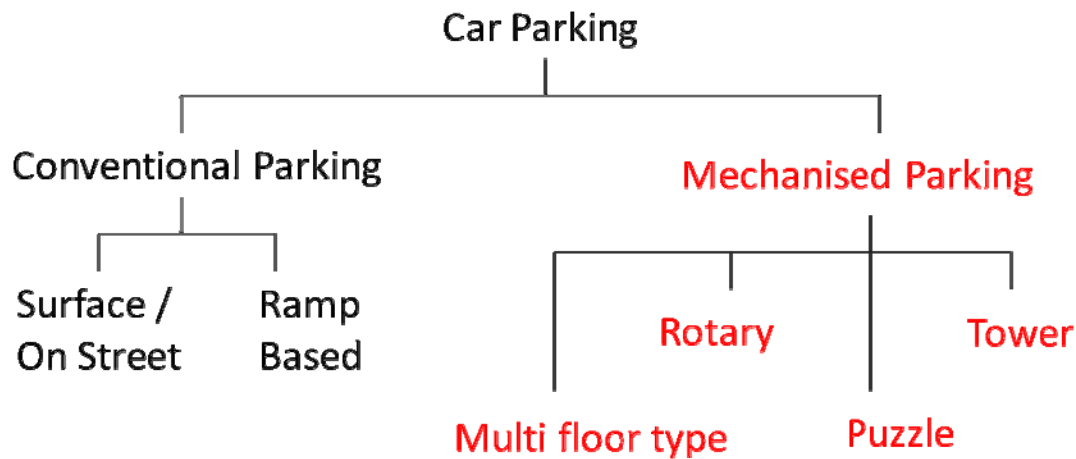 Car Parking
Conventional Parking
Mechanised Parking
Surface /
On Street
Ramp
Based
Rotary
Tower
Multi floor type
Puzzle